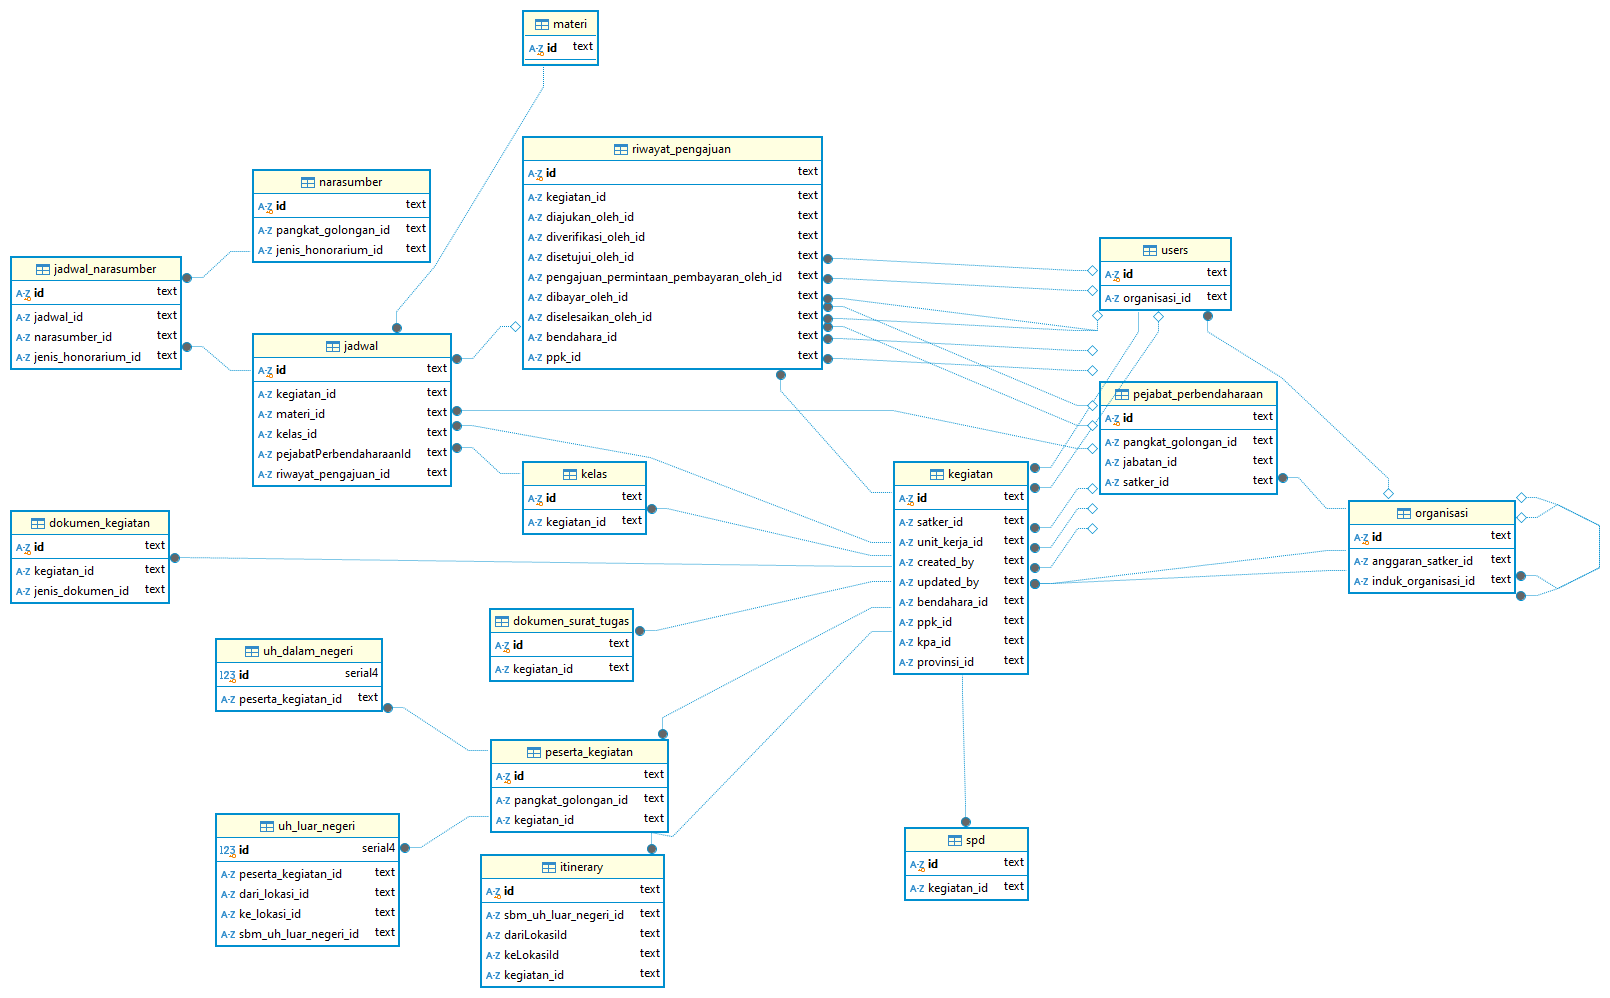 materi
id text
riwayat_pengajuan
id text
kegiatan_id text
diajukan_oleh_id text
diverifikasi_oleh_id text
disetujui_oleh_id text
pengajuan_permintaan_pembayaran_oleh_id text
dibayar_oleh_id text
diselesaikan_oleh_id text
bendahara_id text
ppk_id text
narasumber
id text
pangkat_golongan_id text
jenis_honorarium_id text
jadwal_narasumber
id text
jadwal_id text
narasumber_id text
jenis_honorarium_id text
jadwal
id text
kegiatan_id text
materi_id text
kelas_id text
pejabatPerbendaharaanId text
riwayat_pengajuan_id text
users
id text
organisasi_id text
pejabat_perbendaharaan
id text
pangkat_golongan_id text
jabatan_id text
satker_id text
kelas
id text
kegiatan_id text
kegiatan
id text
satker_id text
unit_kerja_id text
created_by text
updated_by text
bendahara_id text
ppk_id text
kpa_id text
provinsi_id text
organisasi
id text
anggaran_satker_id text
induk_organisasi_id text
dokumen_kegiatan
id text
kegiatan_id text
jenis_dokumen_id text
dokumen_surat_tugas
id text
kegiatan_id text
uh_dalam_negeri
123 id serial4
peserta_kegiatan_id text
peserta_kegiatan
id text
pangkat_golongan_id text
kegiatan_id text
uh_luar_negeri
123 id serial4
peserta_kegiatan_id text
dari_lokasi_id text
ke_lokasi_id text
sbm_uh_luar_negeri_id text
itinerary
id text
sbm_uh_luar_negeri_id text
dariLokasiId text
keLokasiId text
kegiatan_id text
spd
id text
kegiatan_id text